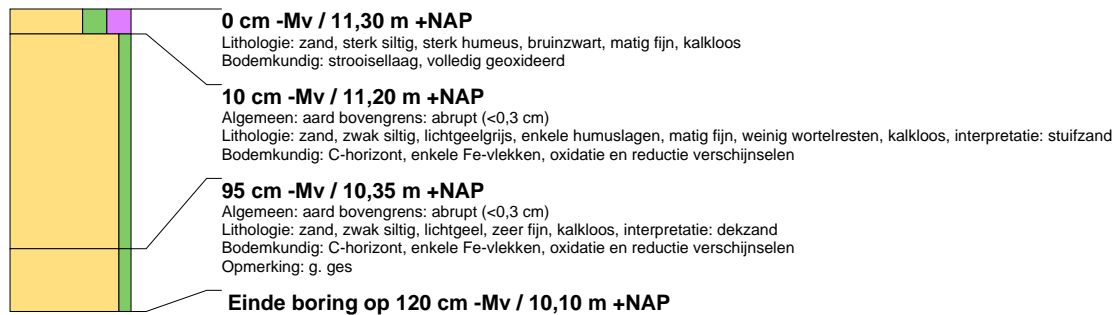 0 cm -Mv / 11,30 m +NAP
Lithologie: zand, sterk siltig, sterk humeus, bruinzwart, matig fijn, kalkloos
Bodemkundig: strooisellaag, volledig geoxideerd
10 cm -Mv / 11,20 m +NAP
Algemeen: aard bovengrens: abrupt (<0,3 cm)
Lithologie: zand, zwak siltig, lichtgeelgrijs, enkele humuslagen, matig fijn, weinig wortelresten, kalkloos, interpretatie: stuifzand
Bodemkundig: C-horizont, enkele Fe-vlekken, oxidatie en reductie verschijnselen
95 cm -Mv / 10,35 m +NAP
Algemeen: aard bovengrens: abrupt (<0,3 cm)
Lithologie: zand, zwak siltig, lichtgeel, zeer fijn, kalkloos, interpretatie: dekzand
Bodemkundig: C-horizont, enkele Fe-vlekken, oxidatie en reductie verschijnselen
Opmerking: g. ges
Einde boring op 120 cm -Mv / 10,10 m +NAP